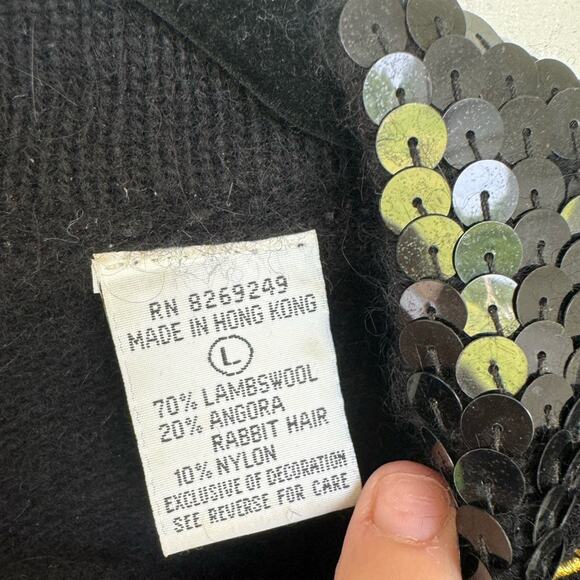 RN 8269249
MADE IN HONG KONG
L
70% LAMBSWOOL
20% ANGORA
RABBIT HAIR
10% NYLON
EXCLUSIVE OF DECORATION
SEE REVERSE FOR CARE